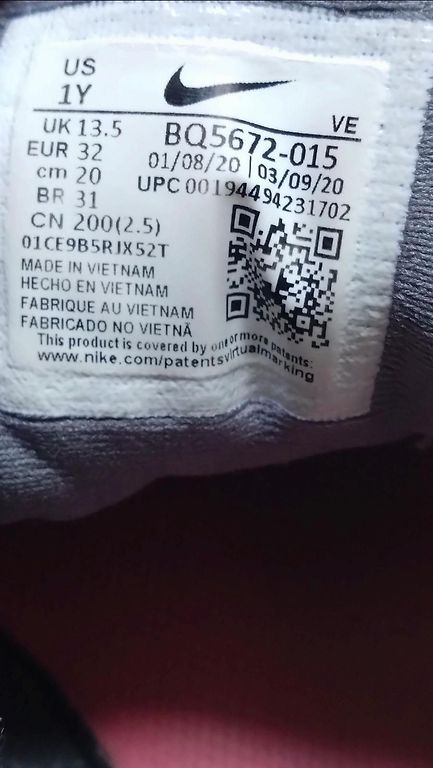 US
1Y
VE
UK 13.5
BQ5672-015
EUR 32
01/08/20 | 03/09/20
cm 20
UPC 00194494231702
BR 31
CN 200(2.5)
01CE9B5RJX52T
MADE IN VIETNAM
HECHO EN VIETNAM
FABRIQUE AU VIETNAM
FABRICADO NO VIETNÃ
This product is covered by one or more patents:
www.nike.com/patentsvirtualmarking